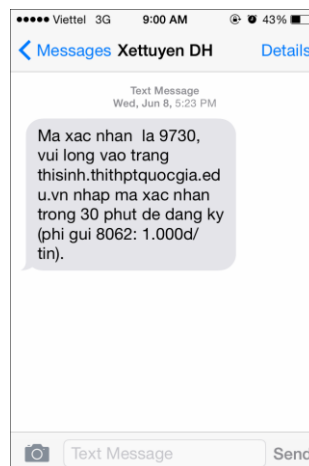 Viettel 3G 9:00 AM 43%
Messages Xettuyen DH Details
Text Message
Wed, Jun 8, 5:23 PM
Ma xac nhan la 9730,
vui long vao trang
thisinh.thithptquocgia.ed
u.vn nhap ma xac nhan
trong 30 phut de dang ky
(phi gui 8062: 1.000d/
tin).
Text Message Send